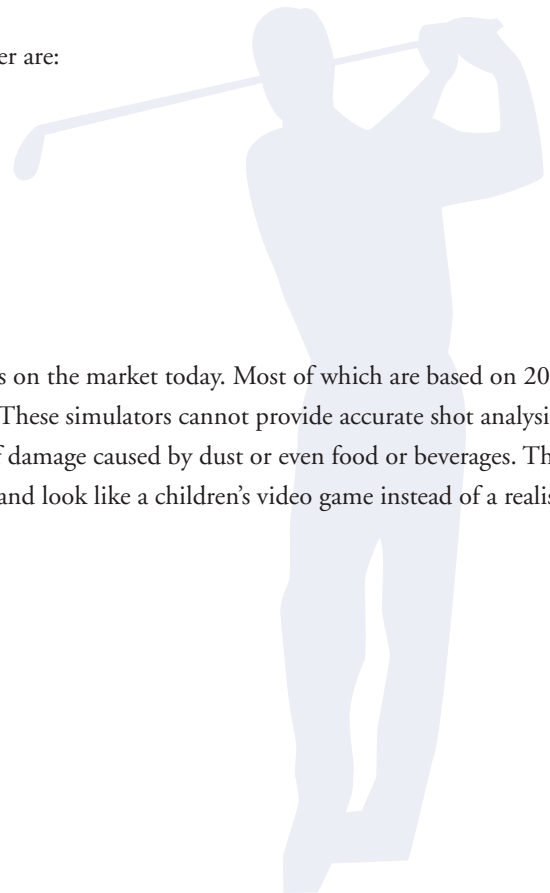 er are:
s on the market today. Most of which are based on 20
These simulators cannot provide accurate shot analysi
f damage caused by dust or even food or beverages. Th
and look like a children’s video game instead of a realis